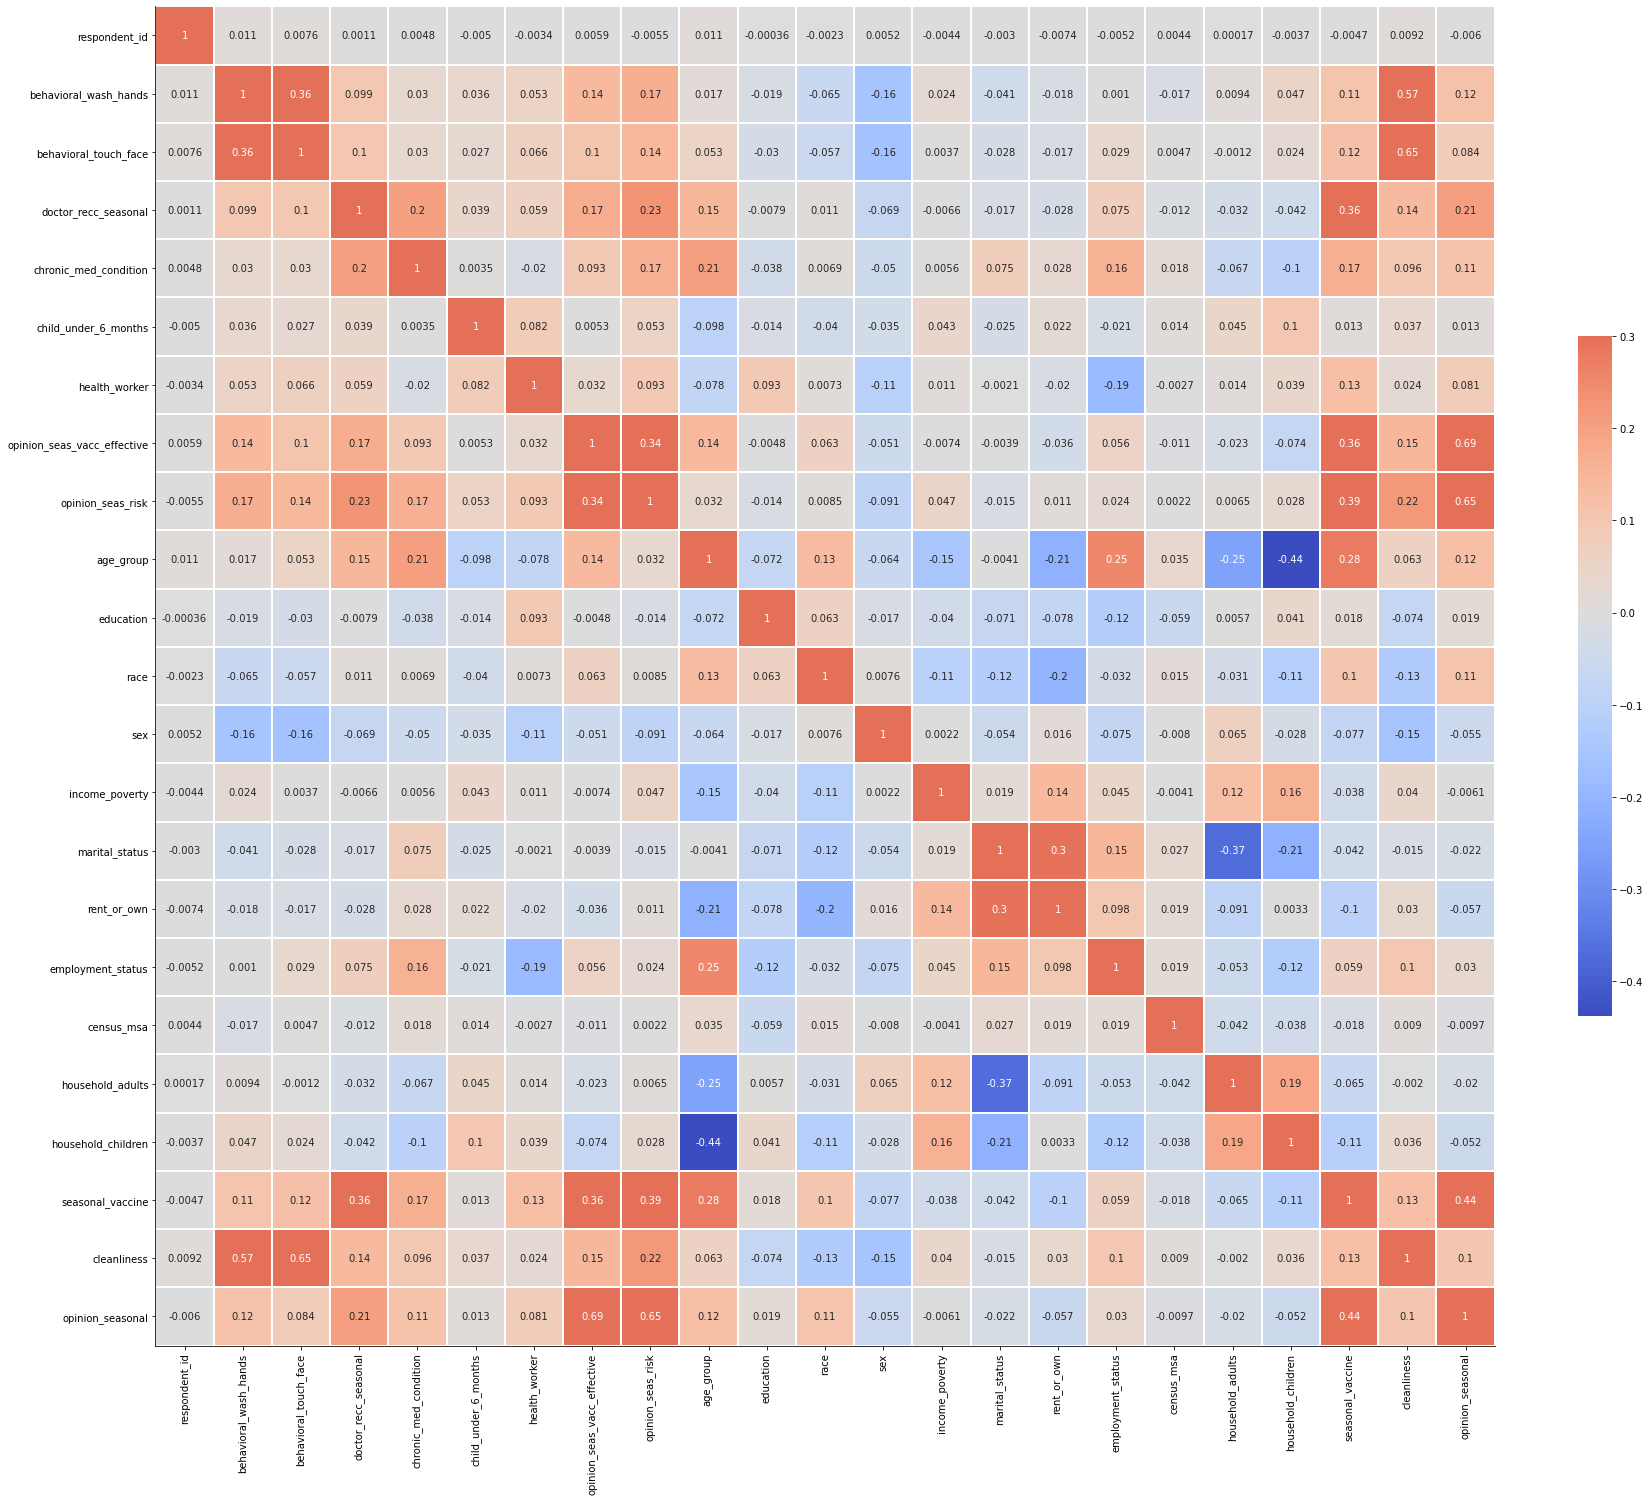 respondent_id 1 0.011 0.0076 0.0011 0.0048 -0.005 -0.0034 0.0059 -0.0055 0.011 -0.00036 -0.0023 0.0052 -0.0044 -0.003 -0.0074 -0.0052 0.0044 0.00017 -0.0037 -0.0047 0.0092 -0.006
behavioral_wash_hands 0.011 1 0.36 0.099 0.03 0.036 0.053 0.14 0.17 0.017 -0.019 -0.065 -0.16 0.024 -0.041 -0.018 0.001 -0.017 0.0094 0.047 0.11 0.57 0.12
behavioral_touch_face 0.0076 0.36 1 0.1 0.03 0.027 0.066 0.1 0.14 0.053 -0.03 -0.057 -0.16 0.0037 -0.028 -0.017 0.029 0.0047 -0.0012 0.024 0.12 0.65 0.084
doctor_recc_seasonal 0.0011 0.099 0.1 1 0.2 0.039 0.059 0.17 0.23 0.15 -0.0079 0.011 -0.069 -0.0066 -0.017 -0.028 0.075 -0.012 -0.032 -0.042 0.36 0.14 0.21
chronic_med_condition 0.0048 0.03 0.03 0.2 1 0.0035 -0.02 0.093 0.17 0.21 -0.038 0.0069 -0.05 0.0056 0.075 0.028 0.16 0.018 -0.067 -0.1 0.17 0.096 0.11
child_under_6_months -0.005 0.036 0.027 0.039 0.0035 1 0.082 0.0053 0.053 -0.098 -0.014 -0.04 -0.035 0.043 -0.025 0.022 -0.021 0.014 0.045 0.1 0.013 0.037 0.013
health_worker -0.0034 0.053 0.066 0.059 -0.02 0.082 1 0.032 0.093 -0.078 0.093 0.0073 -0.11 0.011 -0.0021 -0.02 -0.19 -0.0027 0.014 0.039 0.13 0.024 0.081
opinion_seas_vacc_effective 0.0059 0.14 0.1 0.17 0.093 0.0053 0.032 1 0.34 0.14 -0.0048 0.063 -0.051 -0.0074 -0.0039 -0.036 0.056 -0.011 -0.023 -0.074 0.36 0.15 0.69
opinion_seas_risk -0.0055 0.17 0.14 0.23 0.17 0.053 0.093 0.34 1 0.032 -0.014 0.0085 -0.091 0.047 -0.015 0.011 0.024 0.0022 0.0065 0.028 0.39 0.22 0.65
age_group 0.011 0.017 0.053 0.15 0.21 -0.098 -0.078 0.14 0.032 1 -0.072 0.13 -0.064 -0.15 -0.0041 -0.21 0.25 0.035 -0.25 -0.44 0.28 0.063 0.12
education -0.00036 -0.019 -0.03 -0.0079 -0.038 -0.014 0.093 -0.0048 -0.014 -0.072 1 0.063 -0.017 -0.04 -0.071 -0.078 -0.12 -0.059 0.0057 0.041 0.018 -0.074 0.019
race -0.0023 -0.065 -0.057 0.011 0.0069 -0.04 0.0073 0.063 0.0085 0.13 0.063 1 0.0076 -0.11 -0.12 -0.2 -0.032 0.015 -0.031 -0.11 0.1 -0.13 0.11
sex 0.0052 -0.16 -0.16 -0.069 -0.05 -0.035 -0.11 -0.051 -0.091 -0.064 -0.017 0.0076 1 0.0022 -0.054 0.016 -0.075 -0.008 0.065 -0.028 -0.077 -0.15 -0.055
income_poverty -0.0044 0.024 0.0037 -0.0066 0.0056 0.043 0.011 -0.0074 0.047 -0.15 -0.04 -0.11 0.0022 1 0.019 0.14 0.045 -0.0041 0.12 0.16 -0.038 0.04 -0.0061
marital_status -0.003 -0.041 -0.028 -0.017 0.075 -0.025 -0.0021 -0.0039 -0.015 -0.0041 -0.071 -0.12 -0.054 0.019 1 0.3 0.15 0.027 -0.37 -0.21 -0.042 -0.015 -0.022
rent_or_own -0.0074 -0.018 -0.017 -0.028 0.028 0.022 -0.02 -0.036 0.011 -0.21 -0.078 -0.2 0.016 0.14 0.3 1 0.098 0.019 -0.091 0.0033 -0.1 0.03 -0.057
employment_status -0.0052 0.001 0.029 0.075 0.16 -0.021 -0.19 0.056 0.024 0.25 -0.12 -0.032 -0.075 0.045 0.15 0.098 1 0.019 -0.053 -0.12 0.059 0.1 0.03
census_msa 0.0044 -0.017 0.0047 -0.012 0.018 0.014 -0.0027 -0.011 0.0022 0.035 -0.059 0.015 -0.008 -0.0041 0.027 0.019 0.019 1 -0.042 -0.038 -0.018 0.009 -0.0097
household_adults 0.00017 0.0094 -0.0012 -0.032 -0.067 0.045 0.014 -0.023 0.0065 -0.25 0.0057 -0.031 0.065 0.12 -0.37 -0.091 -0.053 -0.042 1 0.19 -0.065 -0.002 -0.02
household_children -0.0037 0.047 0.024 -0.042 -0.1 0.1 0.039 -0.074 0.028 -0.44 0.041 -0.11 -0.028 0.16 -0.21 0.0033 -0.12 -0.038 0.19 1 -0.11 0.036 -0.052
seasonal_vaccine -0.0047 0.11 0.12 0.36 0.17 0.013 0.13 0.36 0.39 0.28 0.018 0.1 -0.077 -0.038 -0.042 -0.1 0.059 -0.018 -0.065 -0.11 1 0.13 0.44
cleanliness 0.0092 0.57 0.65 0.14 0.096 0.037 0.024 0.15 0.22 0.063 -0.074 -0.13 -0.15 0.04 -0.015 0.03 0.1 0.009 -0.002 0.036 0.13 1 0.1
opinion_seasonal -0.006 0.12 0.084 0.21 0.11 0.013 0.081 0.69 0.65 0.12 0.019 0.11 -0.055 -0.0061 -0.022 -0.057 0.03 -0.0097 -0.02 -0.052 0.44 0.1 1
respondent_id
behavioral_wash_hands
behavioral_touch_face
doctor_recc_seasonal
chronic_med_condition
child_under_6_months
health_worker
opinion_seas_vacc_effective
opinion_seas_risk
age_group
education
race
sex
income_poverty
marital_status
rent_or_own
employment_status
census_msa
household_adults
household_children
seasonal_vaccine
cleanliness
opinion_seasonal
0.3
0.2
0.1
0.0
−0.1
−0.2
−0.3
−0.4